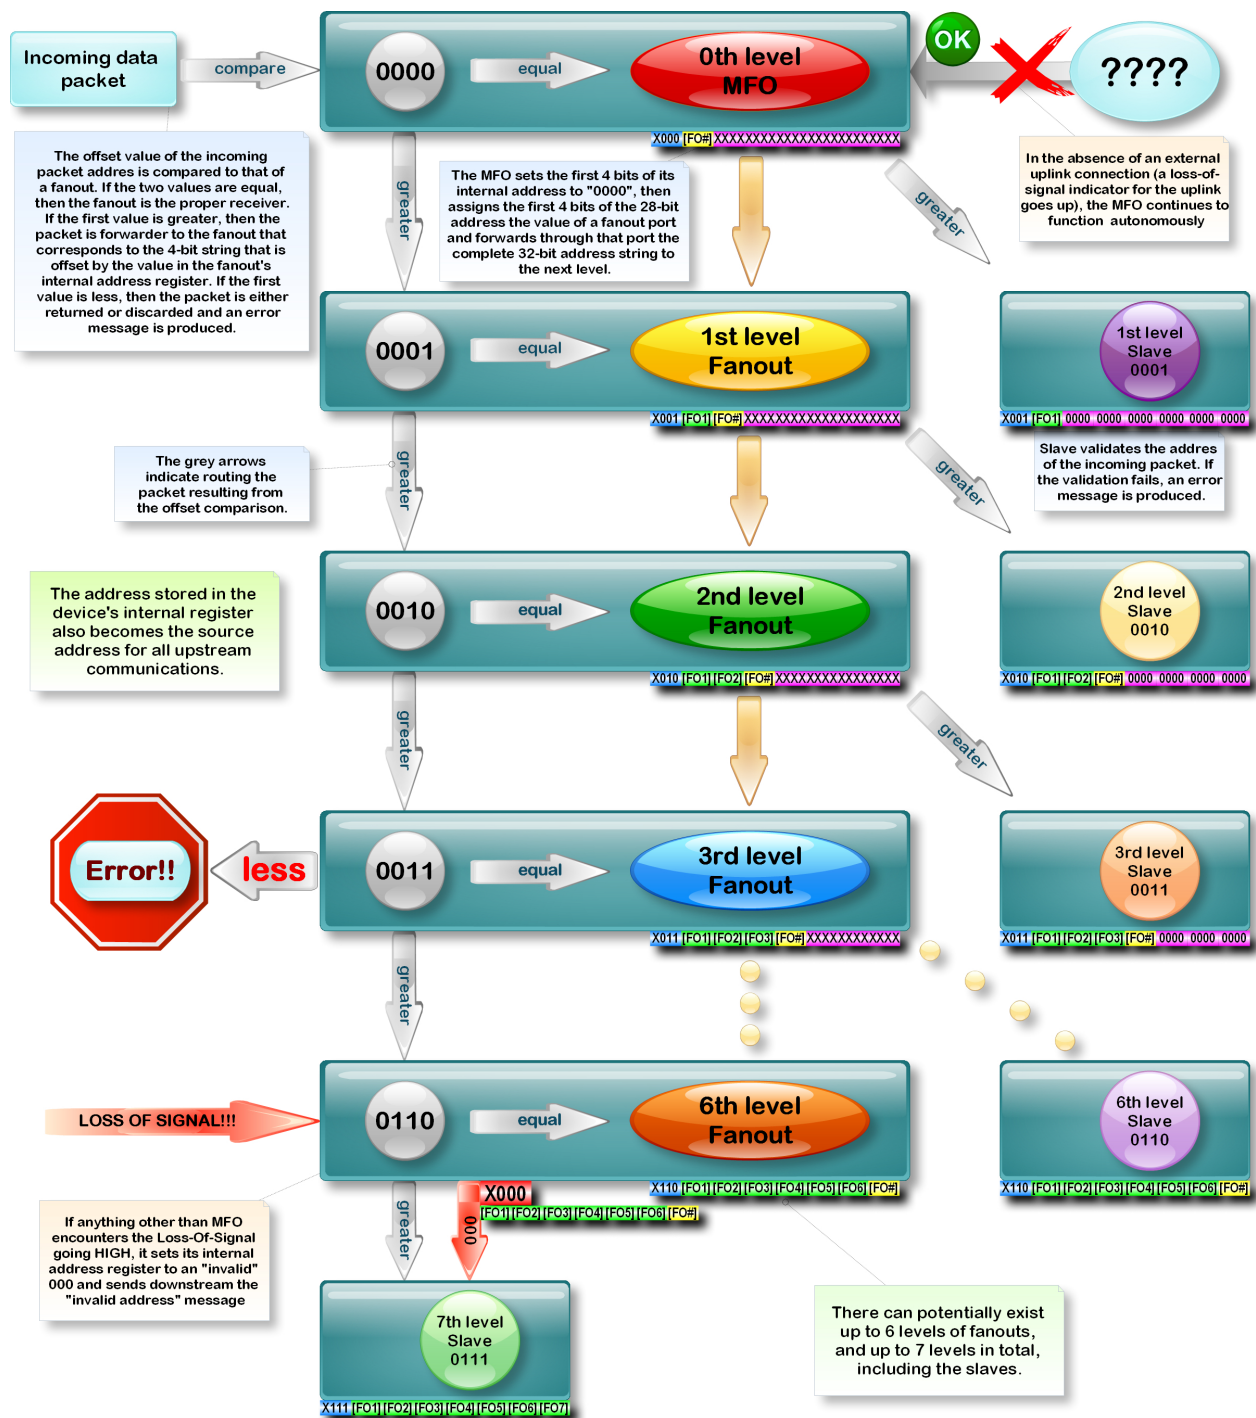 Incoming data
packet
compare
0000
equal
0th level
MFO
OK
????
X000 [FO#] XXXXXXXXXXXXXXXXXXXXXXXX
The offset value of the incoming
packet addres is compared to that of
a fanout. If the two values are equal,
then the fanout is the proper receiver.
If the first value is greater, then the
packet is forwarder to the fanout that
corresponds to the 4-bit string that is
offset by the value in the fanout's
internal address register. If the first
value is less, then the packet is either
returned or discarded and an error
message is produced.
greater
The MFO sets the first 4 bits of its
internal address to "0000", then
assigns the first 4 bits of the 28-bit
address the value of a fanout port
and forwards through that port the
complete 32-bit address string to
the next level.
greater
In the absence of an external
uplink connection (a loss-of-
signal indicator for the uplink
goes up), the MFO continues to
function autonomously
0001
equal
1st level
Fanout
1st level
Slave
0001
X001 [FO1] [FO#] XXXXXXXXXXXXXXXXXXXX
X001 [FO1] 0000 0000 0000 0000 0000 0000
The grey arrows
indicate routing the
packet resulting from
the offset comparison.
greater
greater
Slave validates the addres
of the incoming packet. If
the validation fails, an error
message is produced.
The address stored in the
device's internal register
also becomes the source
address for all upstream
communications.
0010
equal
2nd level
Fanout
2nd level
Slave
0010
X010 [FO1] [FO2] [FO#] XXXXXXXXXXXXXXXX
X010 [FO1] [FO2] [FO#] 0000 0000 0000 0000
greater
greater
Error!!
less
0011
equal
3rd level
Fanout
3rd level
Slave
0011
X011 [FO1] [FO2] [FO3] [FO#] XXXXXXXXXXXX
X011 [FO1] [FO2] [FO3] [FO#] 0000 0000 0000
greater
LOSS OF SIGNAL!!!
0110
equal
6th level
Fanout
6th level
Slave
0110
X110 [FO1] [FO2] [FO3] [FO4] [FO5] [FO6] [FO#]
X110 [FO1] [FO2] [FO3] [FO4] [FO5] [FO6] [FO#]
If anything other than MFO
encounters the Loss-Of-Signal
going HIGH, it sets its internal
address register to an "invalid"
000 and sends downstream the
"invalid address" message
greater
000
X000
[FO1] [FO2] [FO3] [FO4] [FO5] [FO6] [FO#]
7th level
Slave
0111
X111 [FO1] [FO2] [FO3] [FO4] [FO5] [FO6] [FO7]
There can potentially exist
up to 6 levels of fanouts,
and up to 7 levels in total,
including the slaves.